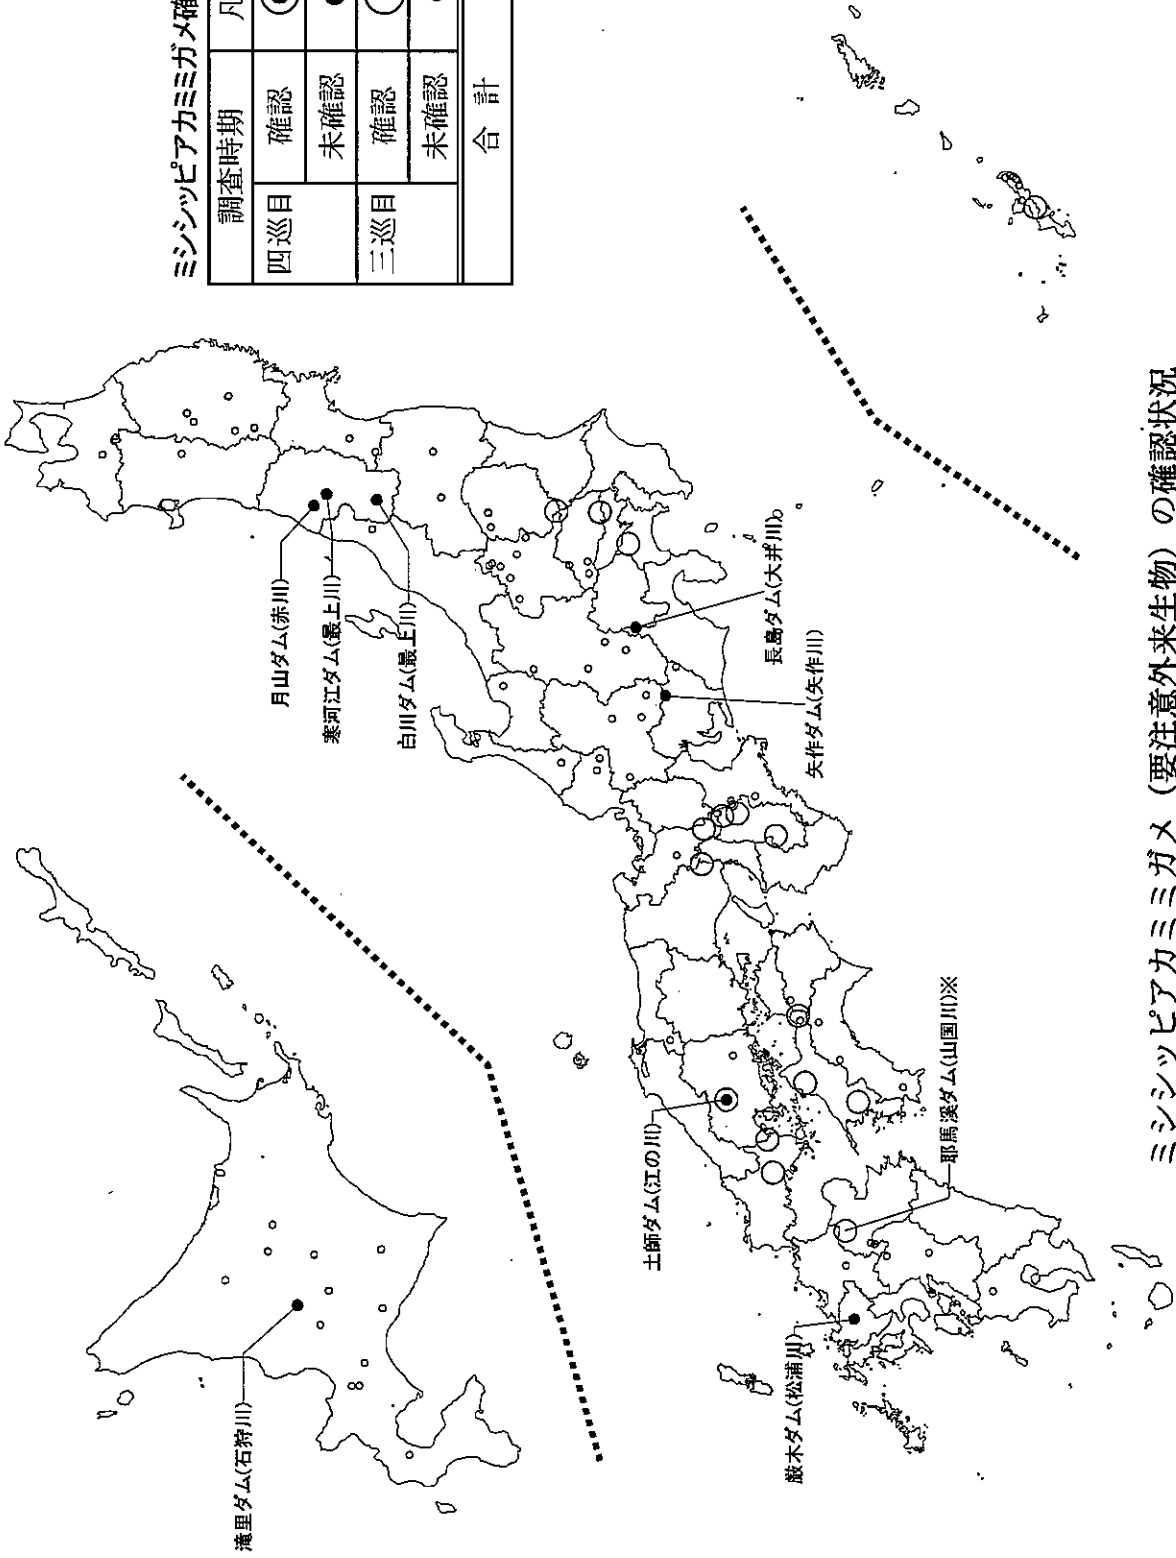 ミシシッピアカミミガメ確
調査時期
凡
四巡目
確認
未確認
三巡目
確認
未確認
合計
滝里ダム(石狩川)
月山ダム(赤川)
寒河江ダム(最上川)
白川ダム(最上川)
長島ダム(大井川)
矢作ダム(矢作川)
土師ダム(江の川)
耶馬溪ダム(山国川)※
厳木ダム(松浦川)
ミシシッピアカミミガメ（要注意外来生物）の確認状況